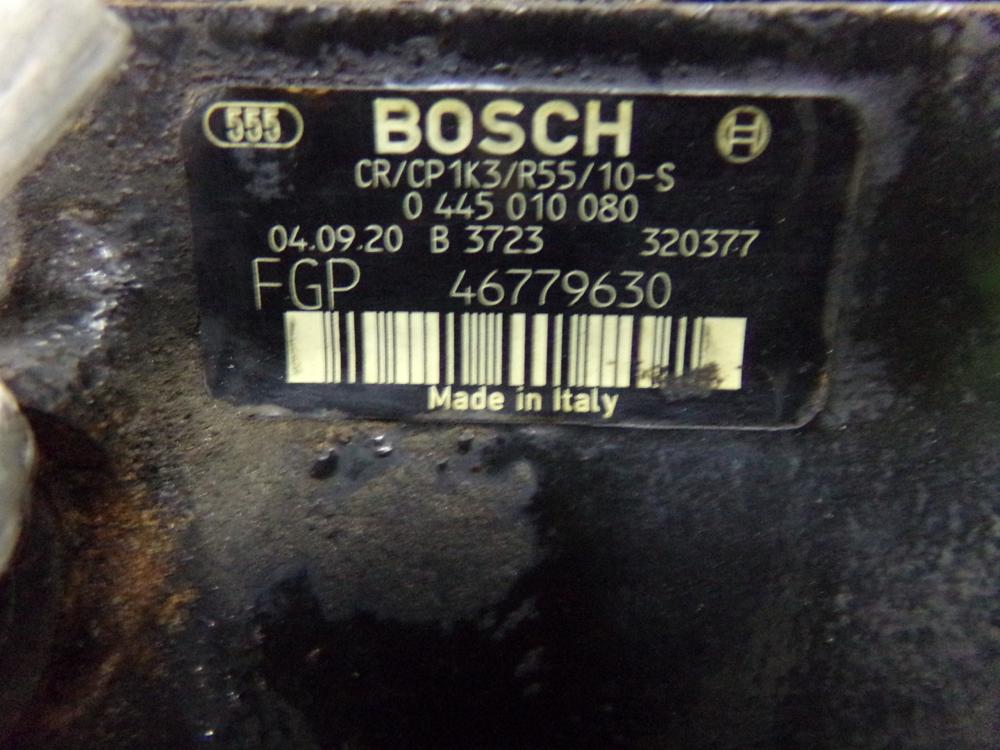 555 BOSCH
CR/CP1K3/R55/10-S
0 445 010 080
04.09.20 B 3723 320377
FGP 46779630
Made in Italy